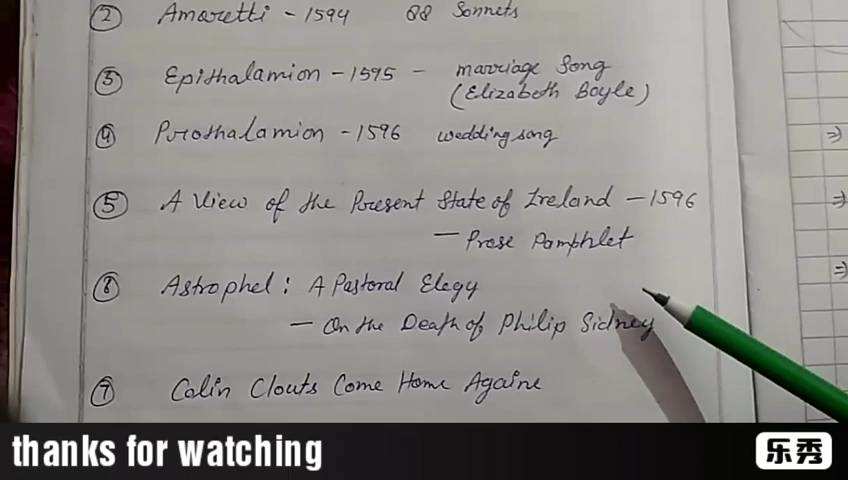 ② Amaretti - 1594 88 Sonnets
③ Epithalamion - 1595 - marriage Song
(Elizabeth Boyle)
④ Prothalamion - 1596 wedding song
⑤ A View of the Present State of Ireland - 1596
- Prose Pamphlet
⑥ Astrophel : A Pastoral Elegy
- On the Death of Philip Sidney
⑦ Colin Clouts Come Home Againe
thanks for watching
乐秀